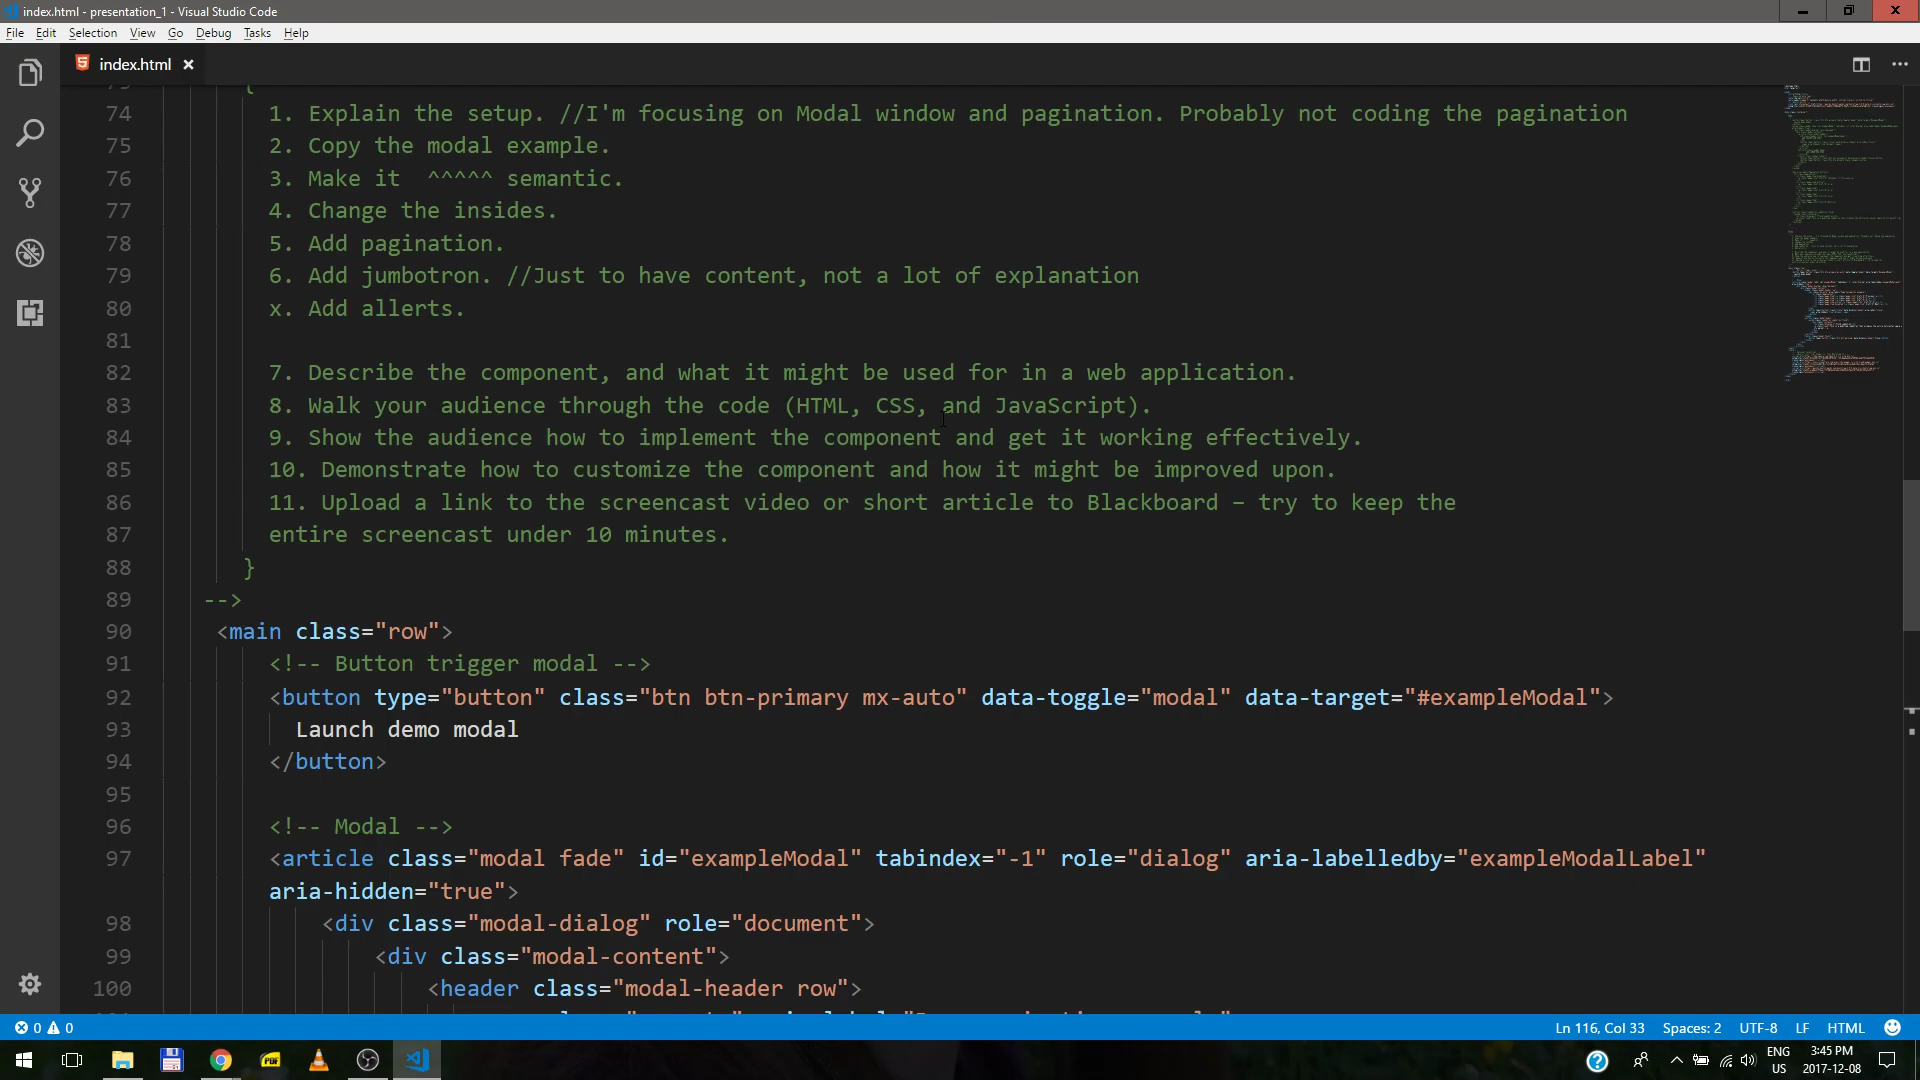 index.html - presentation_1 - Visual Studio Code
File Edit Selection View Go Debug Tasks Help
index.html
{
74 1. Explain the setup. //I'm focusing on Modal window and pagination. Probably not coding the pagination
75 2. Copy the modal example.
76 3. Make it ^^^^^ semantic.
77 4. Change the insides.
78 5. Add pagination.
79 6. Add jumbotron. //Just to have content, not a lot of explanation
80 x. Add allerts.
81
82 7. Describe the component, and what it might be used for in a web application.
83 8. Walk your audience through the code (HTML, CSS, and JavaScript).
84 9. Show the audience how to implement the component and get it working effectively.
85 10. Demonstrate how to customize the component and how it might be improved upon.
86 11. Upload a link to the screencast video or short article to Blackboard – try to keep the
87 entire screencast under 10 minutes.
88 }
89 -->
90 <main class="row">
91 <!-- Button trigger modal -->
92 <button type="button" class="btn btn-primary mx-auto" data-toggle="modal" data-target="#exampleModal">
93 Launch demo modal
94 </button>
95
96 <!-- Modal -->
97 <article class="modal fade" id="exampleModal" tabindex="-1" role="dialog" aria-labelledby="exampleModalLabel"
aria-hidden="true">
98 <div class="modal-dialog" role="document">
99 <div class="modal-content">
100 <header class="modal-header row">
0 0 Ln 116, Col 33 Spaces: 2 UTF-8 LF HTML
ENG 3:45 PM
US 2017-12-08